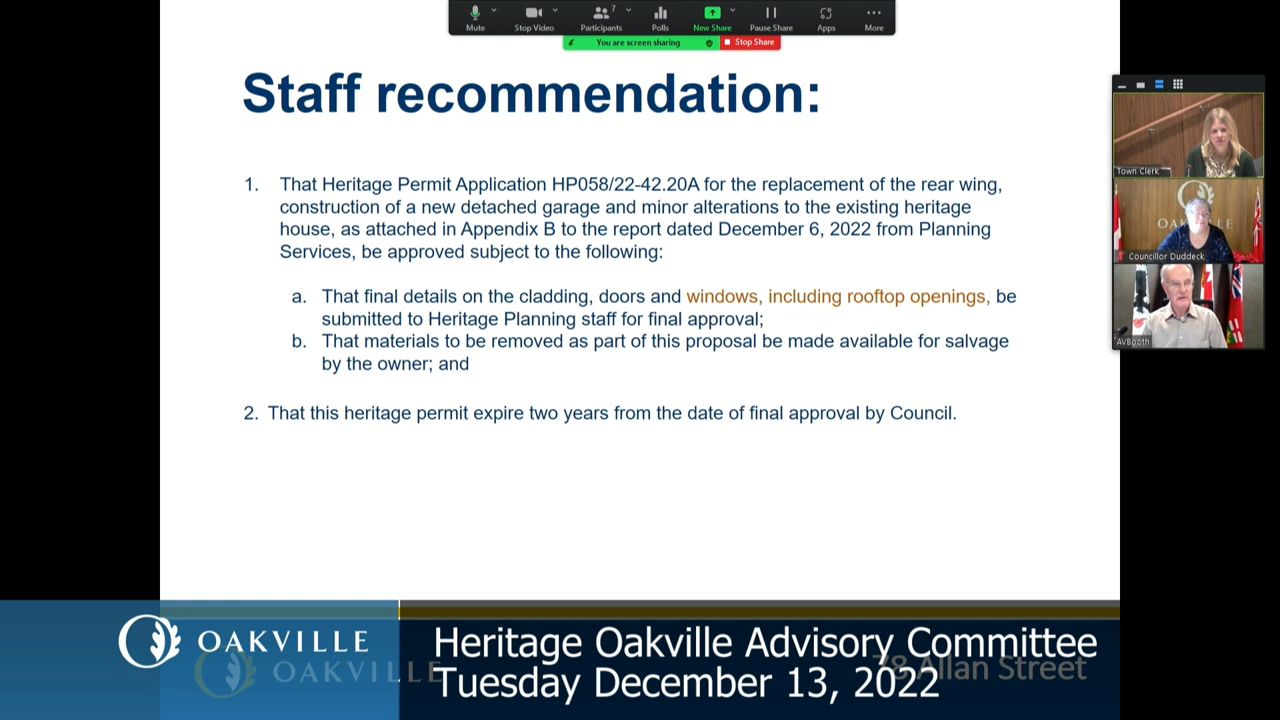 Mute
Stop Video
Participants
7
Polls
New Share
Pause Share
Apps
More
You are screen sharing
Stop Share
Staff recommendation:
1. That Heritage Permit Application HP058/22-42.20A for the replacement of the rear wing,
construction of a new detached garage and minor alterations to the existing heritage
house, as attached in Appendix B to the report dated December 6, 2022 from Planning
Services, be approved subject to the following:
a. That final details on the cladding, doors and windows, including rooftop openings, be
submitted to Heritage Planning staff for final approval;
b. That materials to be removed as part of this proposal be made available for salvage
by the owner; and
2. That this heritage permit expire two years from the date of final approval by Council.
Town Clerk
Councillor Duddeck
AVBooth
OAKVILLE
OAKVILLE
Heritage Oakville Advisory Committee
78 Allan Street
Tuesday December 13, 2022